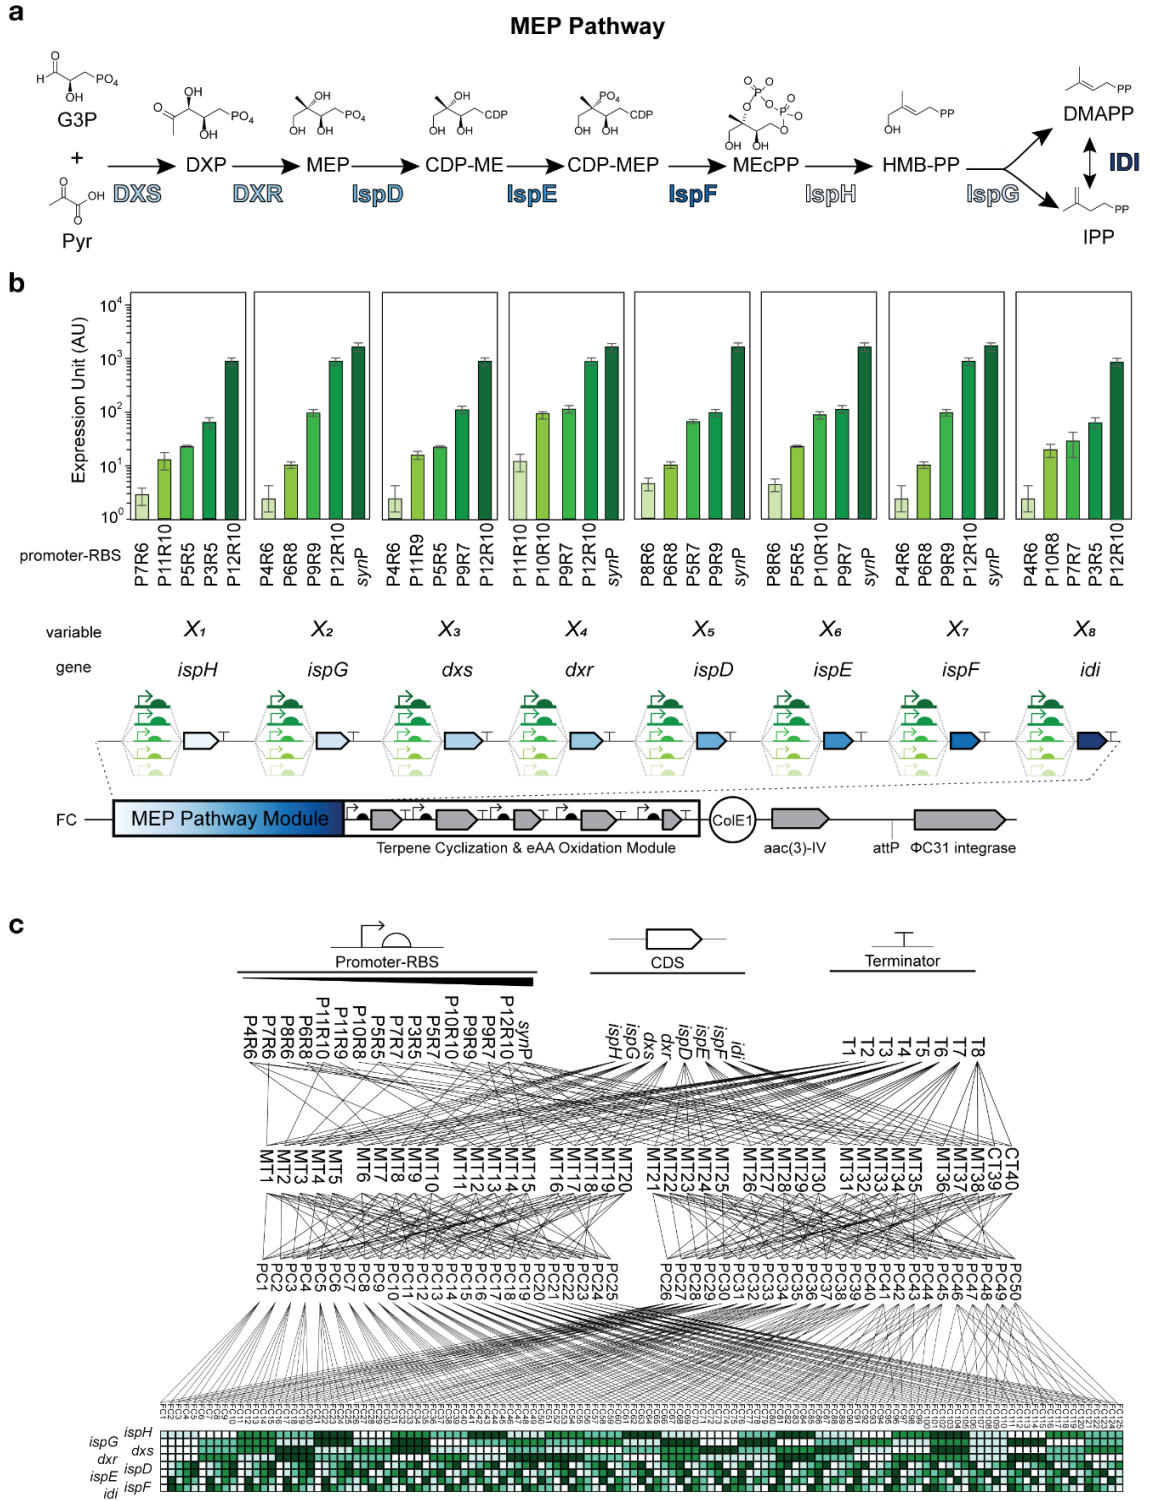 a
MEP Pathway
G3P
+
Pyr
DXP
MEP
CDP-ME
CDP-MEP
MEcPP
HMB-PP
DMAPP
IPP
DXS
DXR
IspD
IspE
IspF
IspH
IspG
IDI
b
Expression Unit (AU)
10⁴
10³
10²
10¹
10⁰
promoter-RBS
P7R6 P11R10 P5R5 P3R5 P12R10
P4R6 P6R8 P9R9 P12R10 synP
P4R6 P11R9 P5R5 P9R7 P12R10
P11R10 P10R10 P9R7 P12R10 synP
P8R6 P6R8 P5R7 P9R9 synP
P8R6 P5R5 P10R10 P9R7 synP
P4R6 P6R8 P9R9 P12R10 synP
P4R6 P10R8 P7R7 P3R5 P12R10
variable X₁ X₂ X₃ X₄ X₅ X₆ X₇ X₈
gene ispH ispG dxs dxr ispD ispE ispF idi
FC MEP Pathway Module ColE1
Terpene Cyclization & eAA Oxidation Module aac(3)-IV attP ΦC31 integrase
c
Promoter-RBS CDS Terminator
P4R6 P7R6 P8R6 P6R8 P11R10 P11R9 P10R8 P5R5 P7R7 P3R5 P5R7 P10R10 P9R9 P9R7 P12R10 synP
ispH ispG dxs dxr ispD ispE ispF idi
T1 T2 T3 T4 T5 T6 T7 T8
MT1 MT2 MT3 MT4 MT5 MT6 MT7 MT8 MT9 MT10 MT11 MT12 MT13 MT14 MT15 MT16 MT17 MT18 MT19 MT20 MT21 MT22 MT23 MT24 MT25 MT26 MT27 MT28 MT29 MT30 MT31 MT32 MT33 MT34 MT35 MT36 MT37 MT38 CT39 CT40
PC1 PC2 PC3 PC4 PC5 PC6 PC7 PC8 PC9 PC10 PC11 PC12 PC13 PC14 PC15 PC16 PC17 PC18 PC19 PC20 PC21 PC22 PC23 PC24 PC25 PC26 PC27 PC28 PC29 PC30 PC31 PC32 PC33 PC34 PC35 PC36 PC37 PC38 PC39 PC40 PC41 PC42 PC43 PC44 PC45 PC46 PC47 PC48 PC49 PC50
ispH
ispG
dxs
dxr
ispD
ispE
ispF
idi